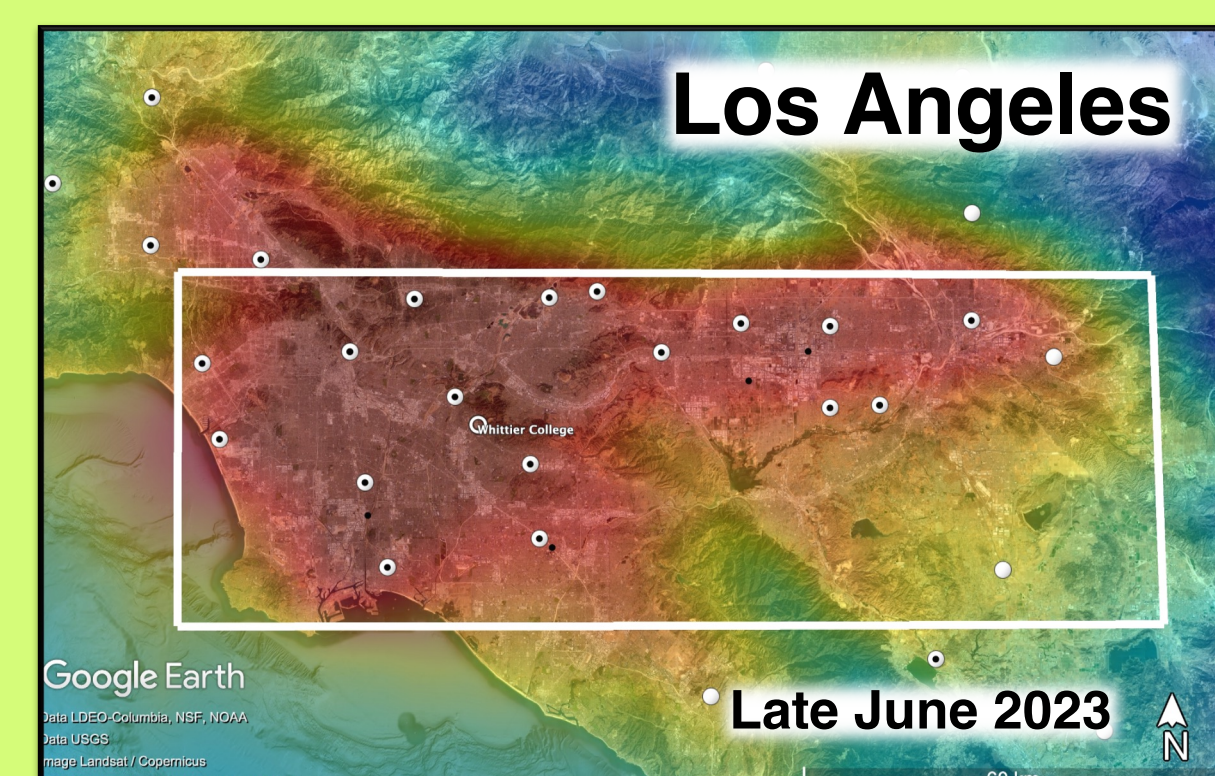 Los Angeles
Whittier College
Google Earth
Data LDEO-Columbia, NSF, NOAA
Data USGS
Image Landsat / Copernicus
Late June 2023
N